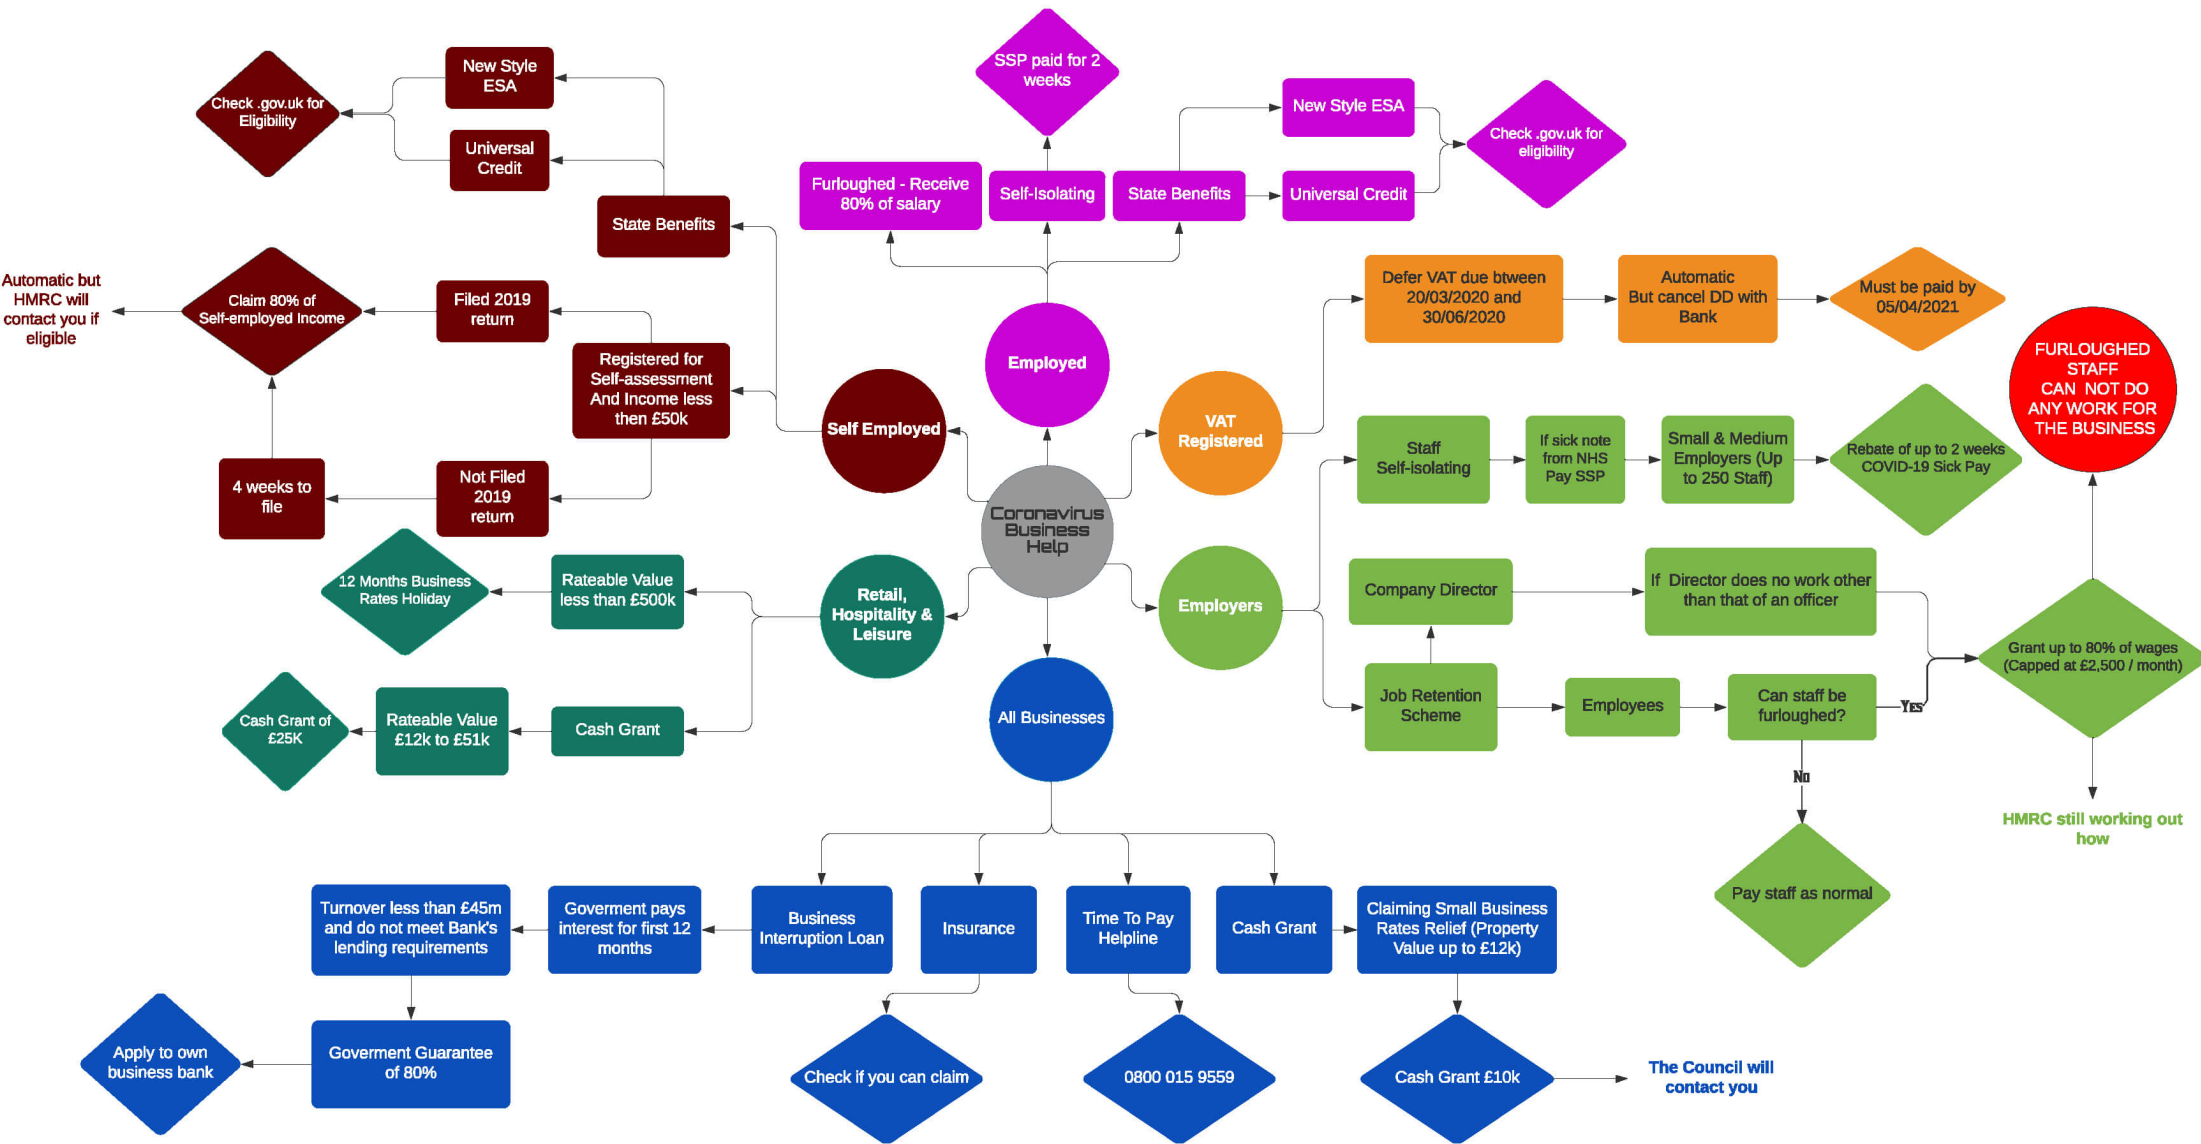 New Style
ESA
Check .gov.uk for
Eligibility
Universal
Credit
State Benefits
Automatic but
HMRC will
contact you if
eligible
Claim 80% of
Self-employed Income
Filed 2019
return
Registered for
Self-assessment
And Income less
then £50k
4 weeks to
file
Not Filed
2019
return
Self Employed
SSP paid for 2
weeks
Furloughed - Receive
80% of salary
Self-Isolating
State Benefits
New Style ESA
Universal Credit
Check .gov.uk for
eligibility
Employed
VAT
Registered
Defer VAT due btween
20/03/2020 and
30/06/2020
Automatic
But cancel DD with
Bank
Must be paid by
05/04/2021
Coronavirus
Business
Help
Employers
Staff
Self-isolating
If sick note
from NHS
Pay SSP
Small & Medium
Employers (Up
to 250 Staff)
Rebate of up to 2 weeks
COVID-19 Sick Pay
FURLOUGHED
STAFF
CAN NOT DO
ANY WORK FOR
THE BUSINESS
Company Director
If Director does no work other
than that of an officer
Job Retention
Scheme
Employees
Can staff be
furloughed?
Yes
No
Grant up to 80% of wages
(Capped at £2,500 / month)
HMRC still working out
how
Pay staff as normal
Retail,
Hospitality &
Leisure
Rateable Value
less than £500k
12 Months Business
Rates Holiday
Cash Grant
Rateable Value
£12k to £51k
Cash Grant of
£25K
All Businesses
Business
Interruption Loan
Goverment pays
interest for first 12
months
Turnover less than £45m
and do not meet Bank's
lending requirements
Goverment Guarantee
of 80%
Apply to own
business bank
Insurance
Check if you can claim
Time To Pay
Helpline
0800 015 9559
Cash Grant
Claiming Small Business
Rates Relief (Property
Value up to £12k)
Cash Grant £10k
The Council will
contact you